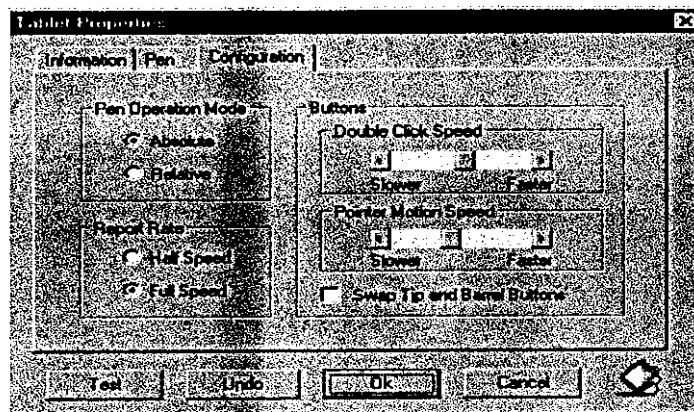 Tablet Properties
Information Pen Configuration
Pen Operation Mode
Absolute
Relative
Report Rate
Half Speed
Full Speed
Buttons
Double Click Speed
Slower Faster
Pointer Motion Speed
Slower Faster
Swap Tip and Barrel Buttons
Test Undo Ok Cancel